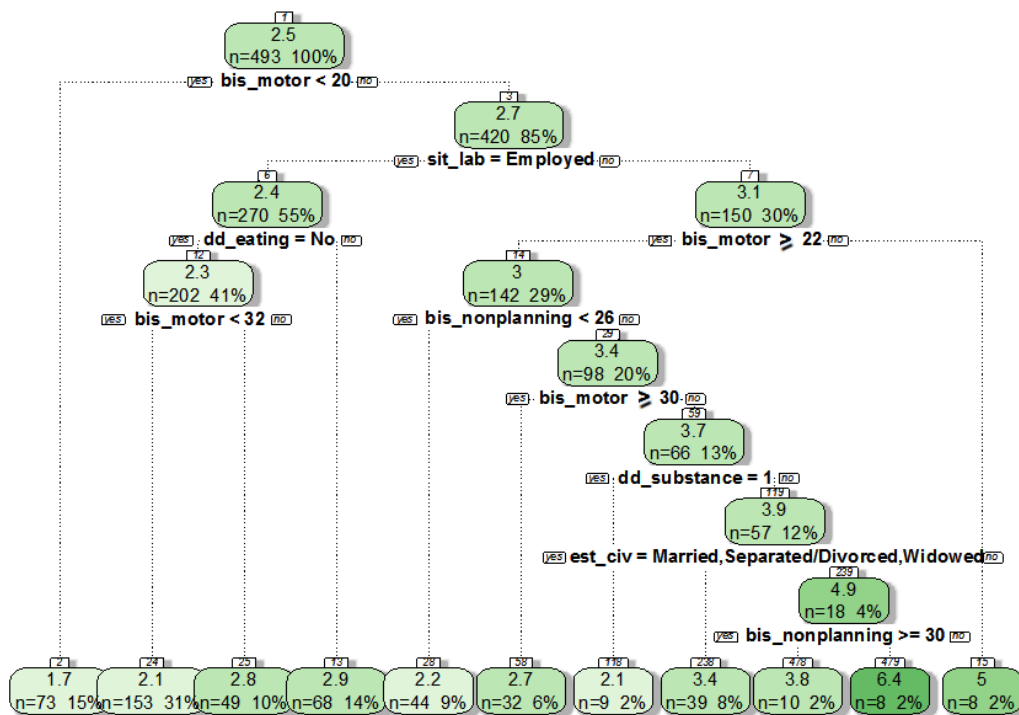 1
2.5
n=493 100%
yes bis_motor < 20 no
3
2.7
n=420 85%
yes sit_lab = Employed no
6 7
2.4 3.1
n=270 55% n=150 30%
yes dd_eating = No no yes bis_motor ⩾ 22 no
12 14
2.3 3
n=202 41% n=142 29%
yes bis_motor < 32 no yes bis_nonplanning < 26 no
29
3.4
n=98 20%
yes bis_motor ⩾ 30 no
59
3.7
n=66 13%
yes dd_substance = 1 no
119
3.9
n=57 12%
yes est_civ = Married,Separated/Divorced,Widowed no
239
4.9
n=18 4%
yes bis_nonplanning >= 30 no
2 24 25 13 28 58 118 238 478 479 15
1.7 2.1 2.8 2.9 2.2 2.7 2.1 3.4 3.8 6.4 5
n=73 15% n=153 31% n=49 10% n=68 14% n=44 9% n=32 6% n=9 2% n=39 8% n=10 2% n=8 2% n=8 2%